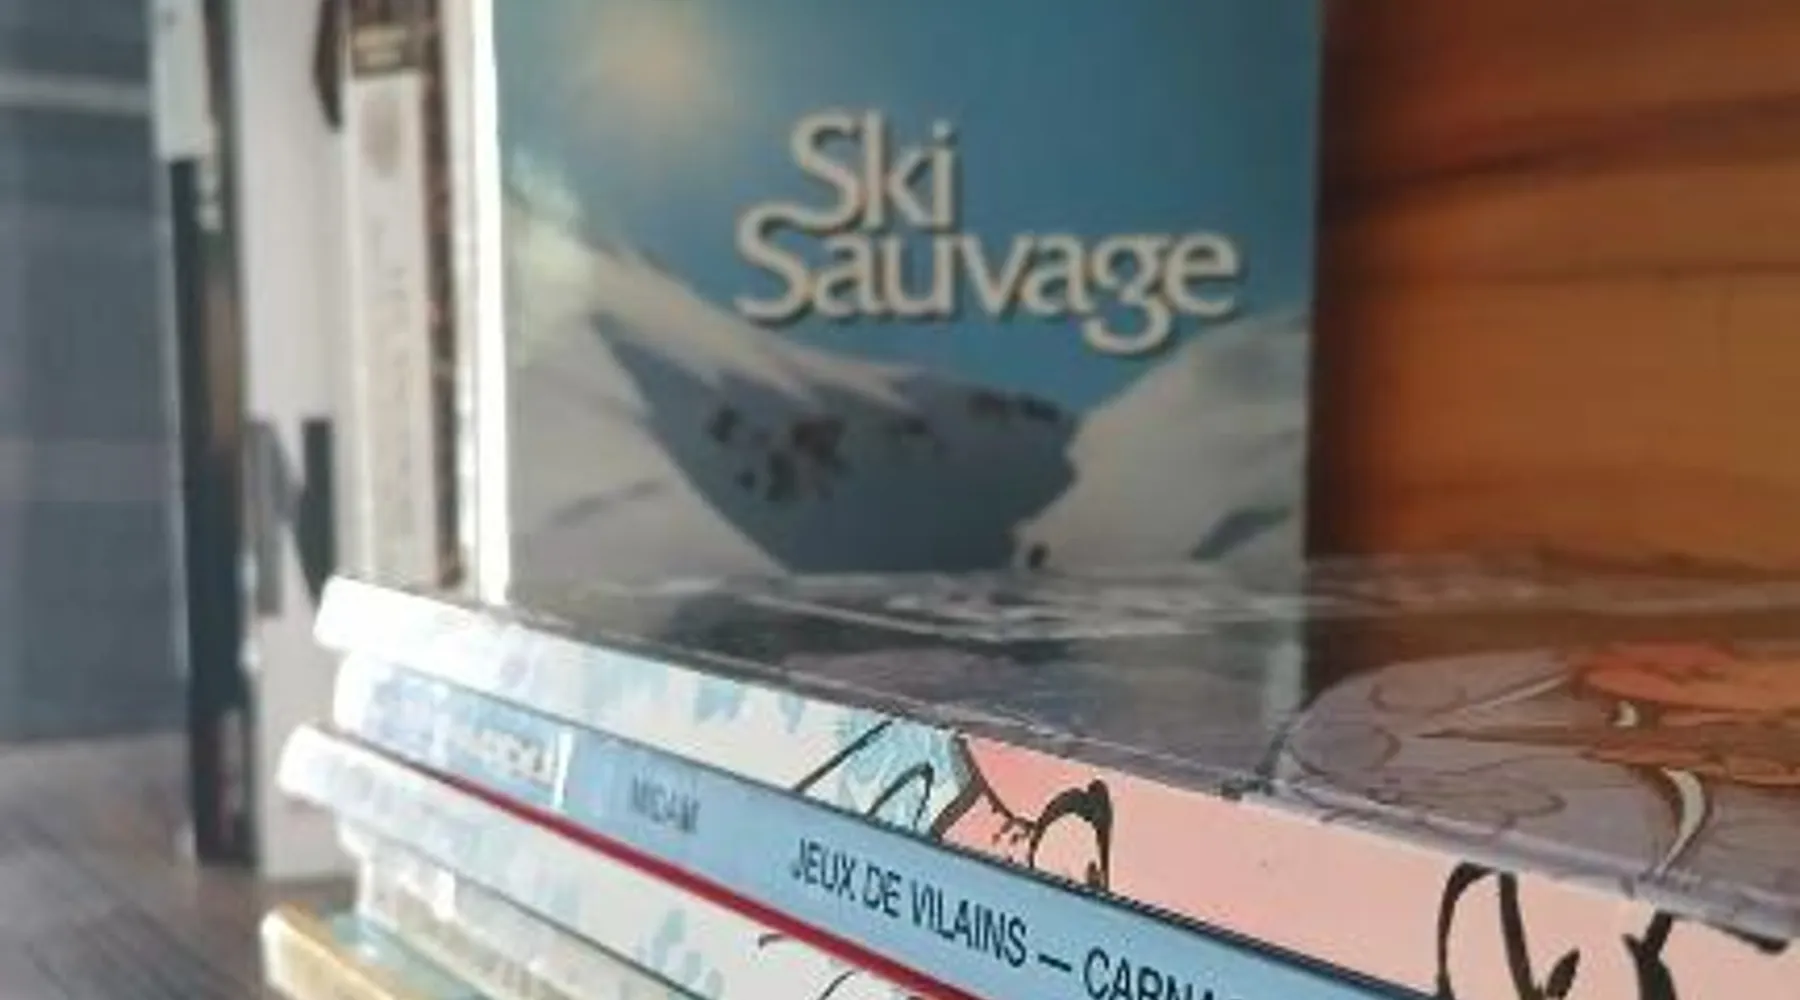 Ski
Sauvage
MIDAM
JEUX DE VILAINS — CARNA